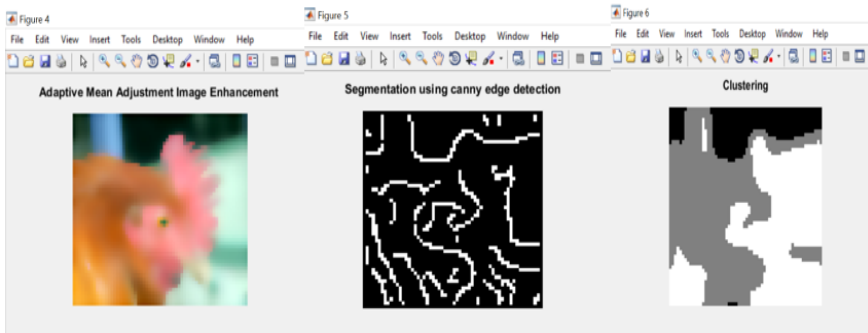 Figure 4
File Edit View Insert Tools Desktop Window Help
Adaptive Mean Adjustment Image Enhancement
Figure 5
File Edit View Insert Tools Desktop Window Help
Segmentation using canny edge detection
Figure 6
File Edit View Insert Tools Desktop Window Help
Clustering